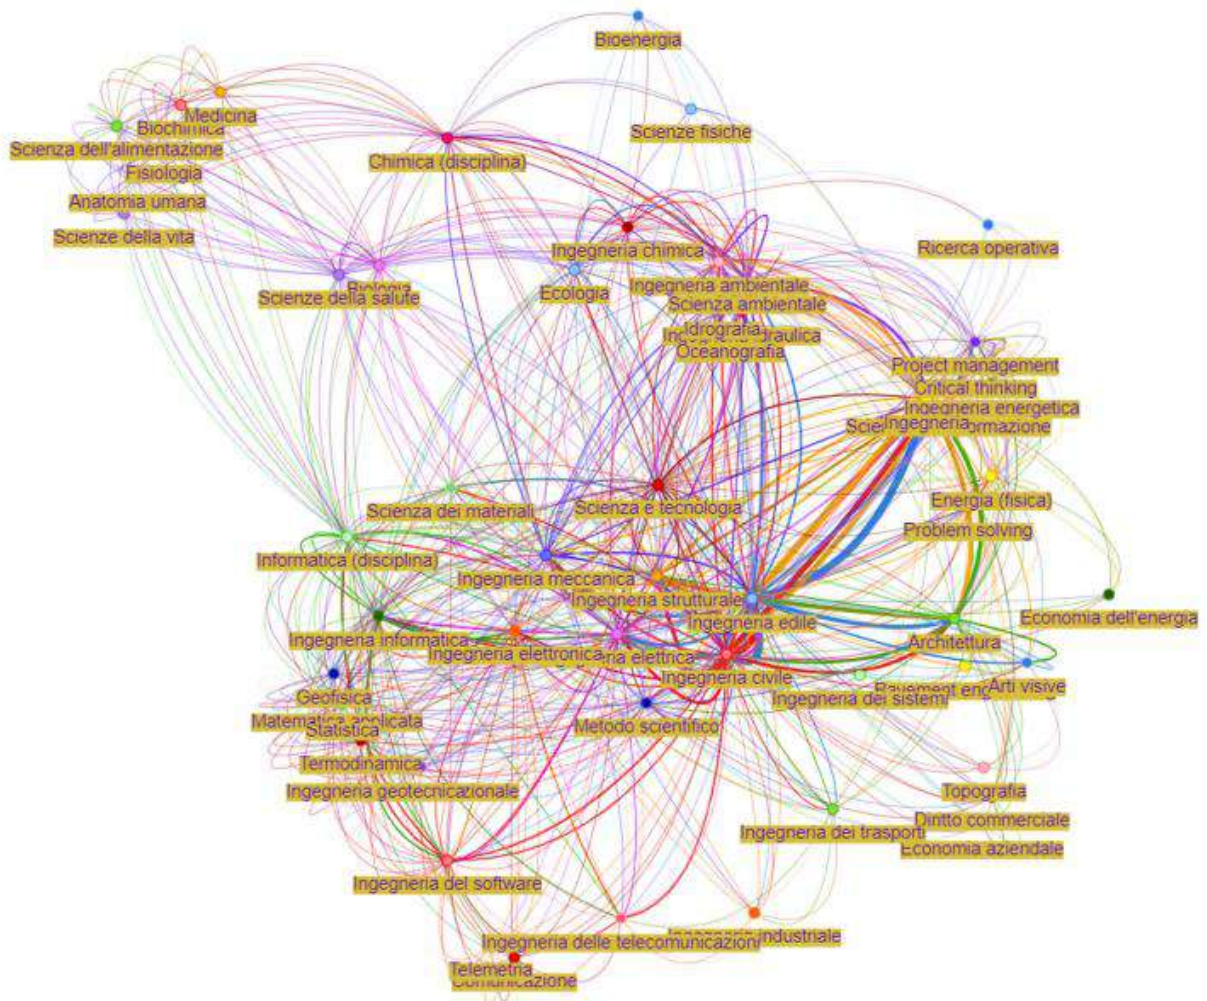 Bioenergia
Medicina
Biochimica
Scienze fisiche
Scienza dell'alimentazione
Chimica (disciplina)
Fisiologia
Anatomia umana
Scienze della vita
Ricerca operativa
Ingegneria chimica
Ingegneria ambientale
Biologia
Scienze della salute
Ecologia
Scienza ambientale
Idrografia
Oceanografia
Project management
Critical thinking
Ingegneria energetica
Ingegneria
Energia (fisica)
Scienza e tecnologia
Scienza dei materiali
Problem solving
Informatica (disciplina)
Ingegneria meccanica
Ingegneria strutturale
Economia dell'energia
Ingegneria edile
Ingegneria informatica
Architettura
Ingegneria elettronica
elettrica
Ingegneria civile
Arti visive
Geofisica
Ingegneria dei sistemi
Matematica applicata
Statistica
Metodo scientifico
Termodinamica
Ingegneria geotecnica
Topografia
Diritto commerciale
Ingegneria dei trasporti
Economia aziendale
Ingegneria del software
industriale
Ingegneria delle telecomunicazioni
Telemetria
Comunicazione